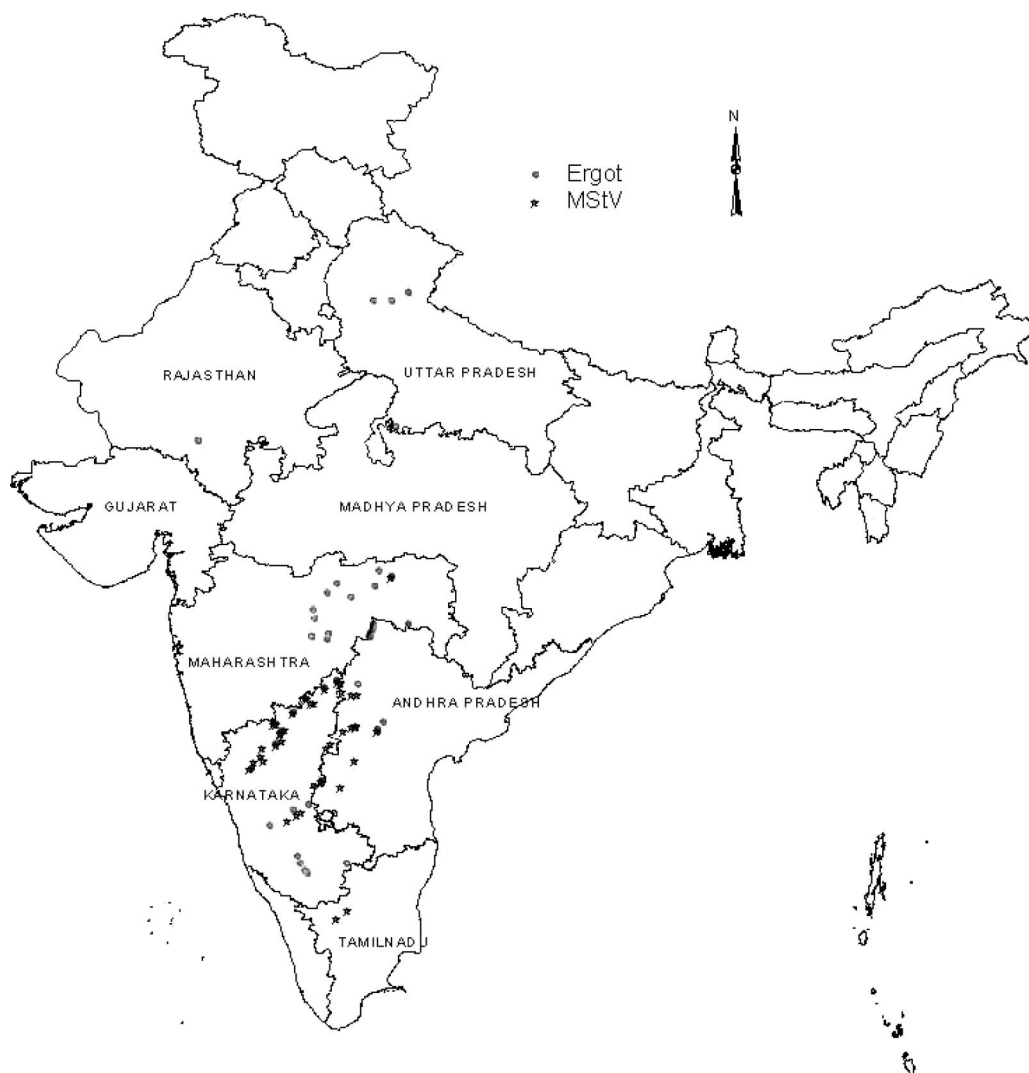 N
Ergot
MStV
RAJASTHAN
UTTAR PRADESH
GUJARAT
MADHYA PRADESH
MAHARASHTRA
ANDHRA PRADESH
KARNATAKA
TAMILNADU